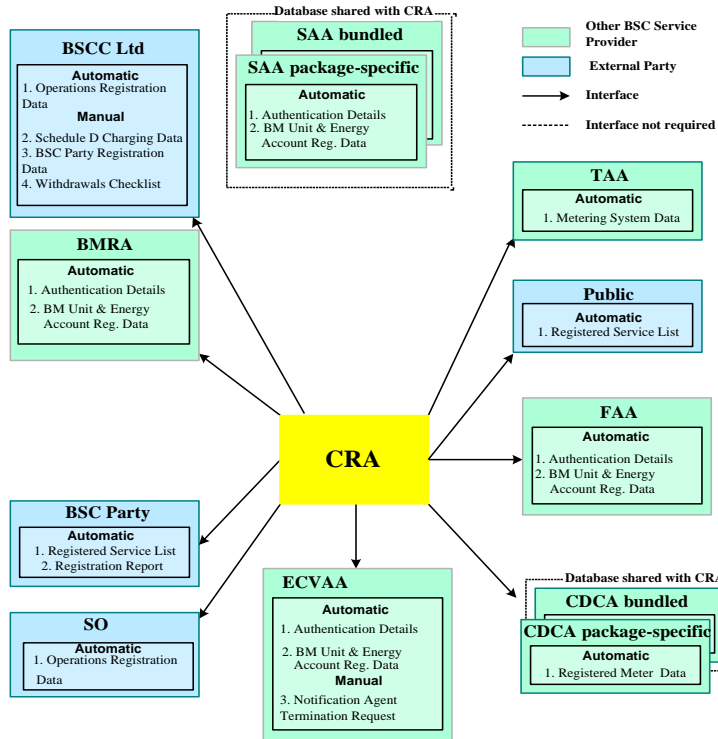 Database shared with CRA
SAA bundled
SAA package-specific
Automatic
1. Authentication Details
2. BM Unit & Energy
Account Reg. Data
BSCC Ltd
Automatic
1. Operations Registration
Data
Manual
2. Schedule D Charging Data
3. BSC Party Registration
Data
4. Withdrawals Checklist
Other BSC Service
Provider
External Party
Interface
Interface not required
BMRA
Automatic
1. Authentication Details
2. BM Unit & Energy
Account Reg. Data
TAA
Automatic
1. Metering System Data
Public
Automatic
1. Registered Service List
CRA
FAA
Automatic
1. Authentication Details
2. BM Unit & Energy
Account Reg. Data
BSC Party
Automatic
1. Registered Service List
2. Registration Report
SO
Automatic
1. Operations Registration
Data
ECVAA
Automatic
1. Authentication Details
2. BM Unit & Energy
Account Reg. Data
Manual
3. Notification Agent
Termination Request
Database shared with CRA
CDCA bundled
CDCA package-specific
Automatic
1. Registered Meter Data